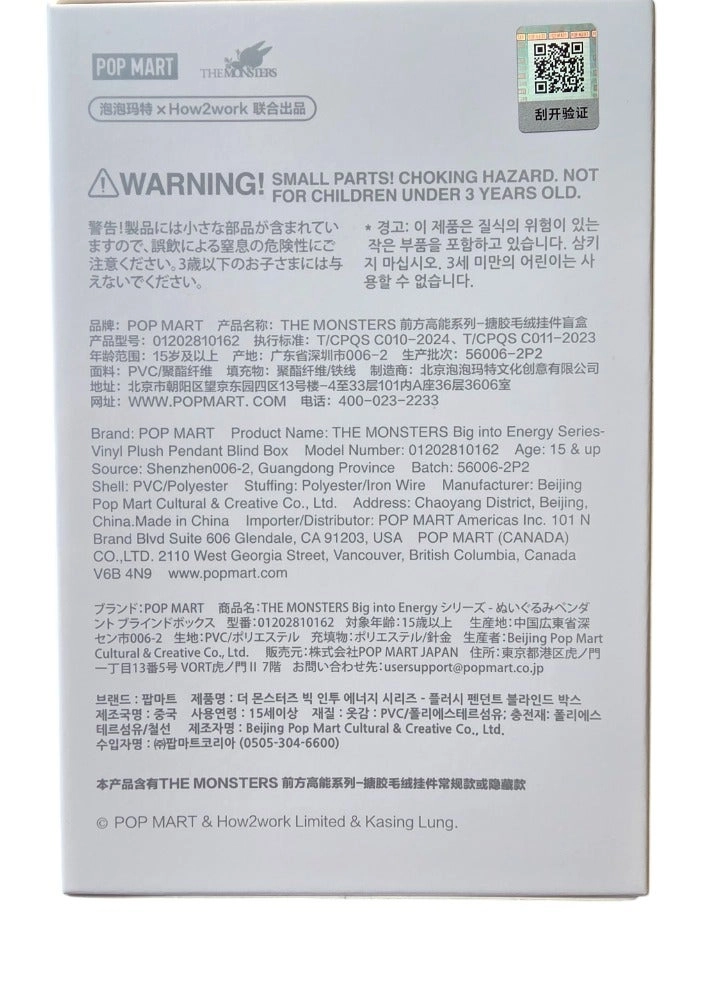 POP MART THE MONSTERS
泡泡玛特 × How2work 联合出品
刮开验证
WARNING! SMALL PARTS! CHOKING HAZARD. NOT
FOR CHILDREN UNDER 3 YEARS OLD.
警告!製品には小さな部品が含まれてい
ますので、誤飲による窒息の危険性にご
注意ください。3歳以下のお子さまには与
えないでください。
* 경고: 이 제품은 질식의 위험이 있는
작은 부품을 포함하고 있습니다. 삼키
지 마십시오. 3세 미만의 어린이는 사
용할 수 없습니다.
品牌：POP MART 产品名称：THE MONSTERS 前方高能系列-搪胶毛绒挂件盲盒
产品型号：01202810162 执行标准：T/CPQS C010-2024、T/CPQS C011-2023
年龄范围：15岁及以上 产地：广东省深圳市006-2 生产批次：56006-2P2
面料：PVC/聚酯纤维 填充物：聚酯纤维/铁线 制造商：北京泡泡玛特文化创意有限公司
地址：北京市朝阳区望京东园四区13号楼-4至33层101内A座36层3606室
网址：WWW.POPMART. COM 电话：400-023-2233
Brand: POP MART Product Name: THE MONSTERS Big into Energy Series-
Vinyl Plush Pendant Blind Box Model Number: 01202810162 Age: 15 & up
Source: Shenzhen006-2, Guangdong Province Batch: 56006-2P2
Shell: PVC/Polyester Stuffing: Polyester/Iron Wire Manufacturer: Beijing
Pop Mart Cultural & Creative Co., Ltd. Address: Chaoyang District, Beijing,
China.Made in China Importer/Distributor: POP MART Americas Inc. 101 N
Brand Blvd Suite 606 Glendale, CA 91203, USA POP MART (CANADA)
CO.,LTD. 2110 West Georgia Street, Vancouver, British Columbia, Canada
V6B 4N9 www.popmart.com
ブランド：POP MART 商品名：THE MONSTERS Big into Energy シリーズ - ぬいぐるみペンダ
ント ブラインドボックス 型番：01202810162 対象年齢：15歳以上 生産地：中国広東省深
セン市006-2 生地：PVC/ポリエステル 充填物：ポリエステル/針金 生産者：Beijing Pop Mart
Cultural & Creative Co., Ltd. 販売元：株式会社POP MART JAPAN 住所：東京都港区虎ノ門
一丁目13番5号 VORT虎ノ門Ⅱ 7階 お問い合わせ先：usersupport@popmart.co.jp
브랜드 : 팝마트 제품명 : 더 몬스터즈 빅 인투 에너지 시리즈 - 플러시 펜던트 블라인드 박스
제조국명 : 중국 사용연령 : 15세이상 재질 : 옷감 : PVC/폴리에스테르섬유; 충전재: 폴리에스
테르섬유/철선 제조자명 : Beijing Pop Mart Cultural & Creative Co., Ltd.
수입자명 : ㈜팝마트코리아 (0505-304-6600)
本产品含有THE MONSTERS 前方高能系列-搪胶毛绒挂件常规款或隐藏款
© POP MART & How2work Limited & Kasing Lung.